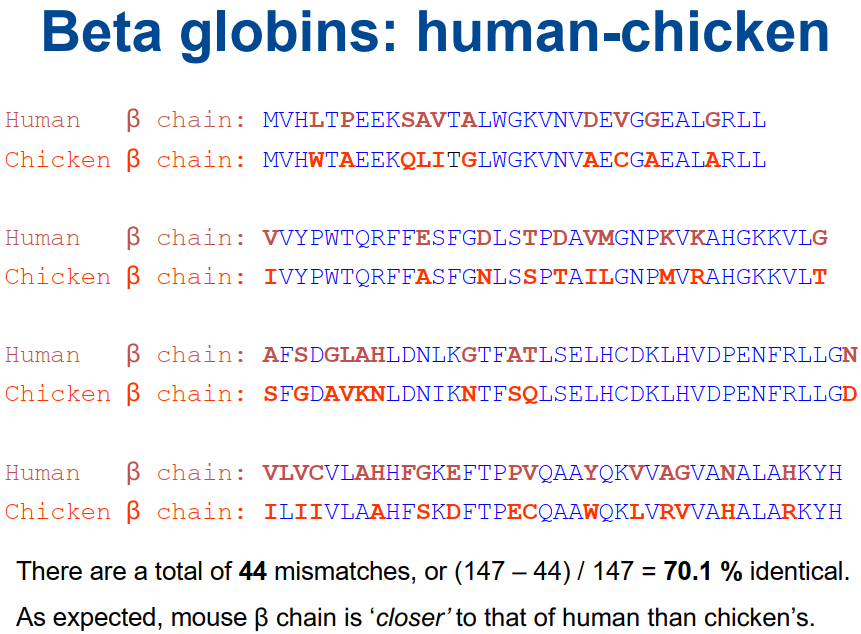 Beta globins: human-chicken
Human β chain: MVHLTPEEKSAVTALWGKVNVDEVGGEALGRLL
Chicken β chain: MVHWTAEEKQLITGLWGKVNVAECGAEALARLL
Human β chain: VVYPWTQRFFESFGDLSTPDAVMGNPKVKAHGKKVLG
Chicken β chain: IVYPWTQRFFASFGNLSSPTAILGNPMVRAHGKKVLT
Human β chain: AFSDGLAHLDNLKGTFATLSELHCDKLHVDPENFRLLGN
Chicken β chain: SFGDAVKNLDNIKNTFSQLSELHCDKLHVDPENFRLLGD
Human β chain: VLVCVLAHHFGKEFTPPVQAAYQKVVAGVANALAHKYH
Chicken β chain: ILIIVLAAHFSKDFTPECQAAWQKLVRVVAHALARKYH
There are a total of 44 mismatches, or (147 – 44) / 147 = 70.1 % identical.
As expected, mouse β chain is ‘closer’ to that of human than chicken’s.